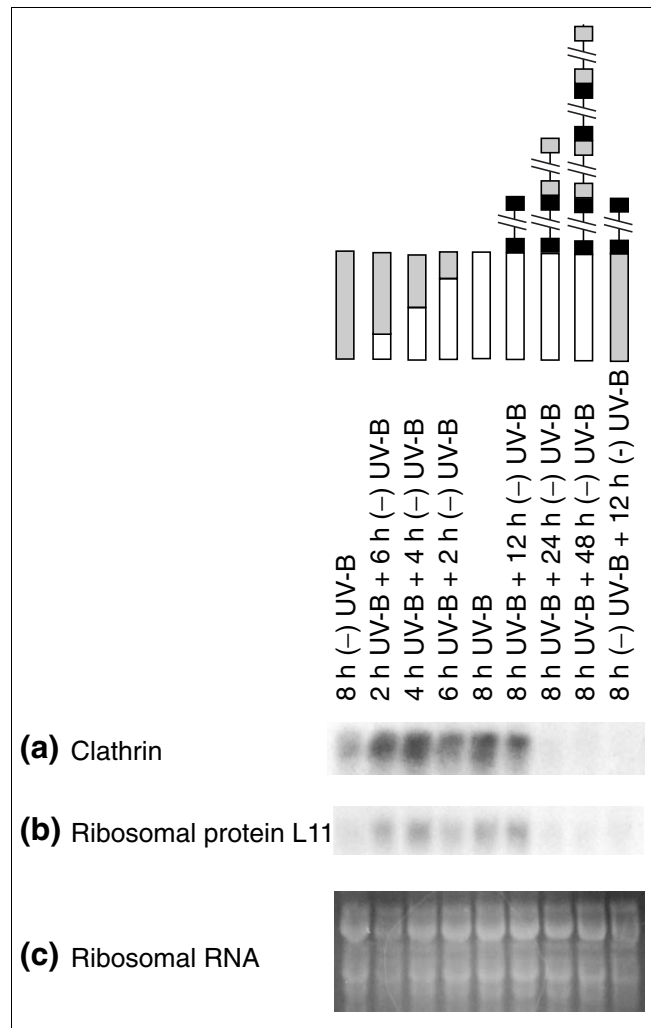 8 h (–) UV-B
2 h UV-B + 6 h (–) UV-B
4 h UV-B + 4 h (–) UV-B
6 h UV-B + 2 h (–) UV-B
8 h UV-B
8 h UV-B + 12 h (–) UV-B
8 h UV-B + 24 h (–) UV-B
8 h UV-B + 48 h (–) UV-B
8 h (–) UV-B + 12 h (-) UV-B
(a) Clathrin
(b) Ribosomal protein L11
(c) Ribosomal RNA